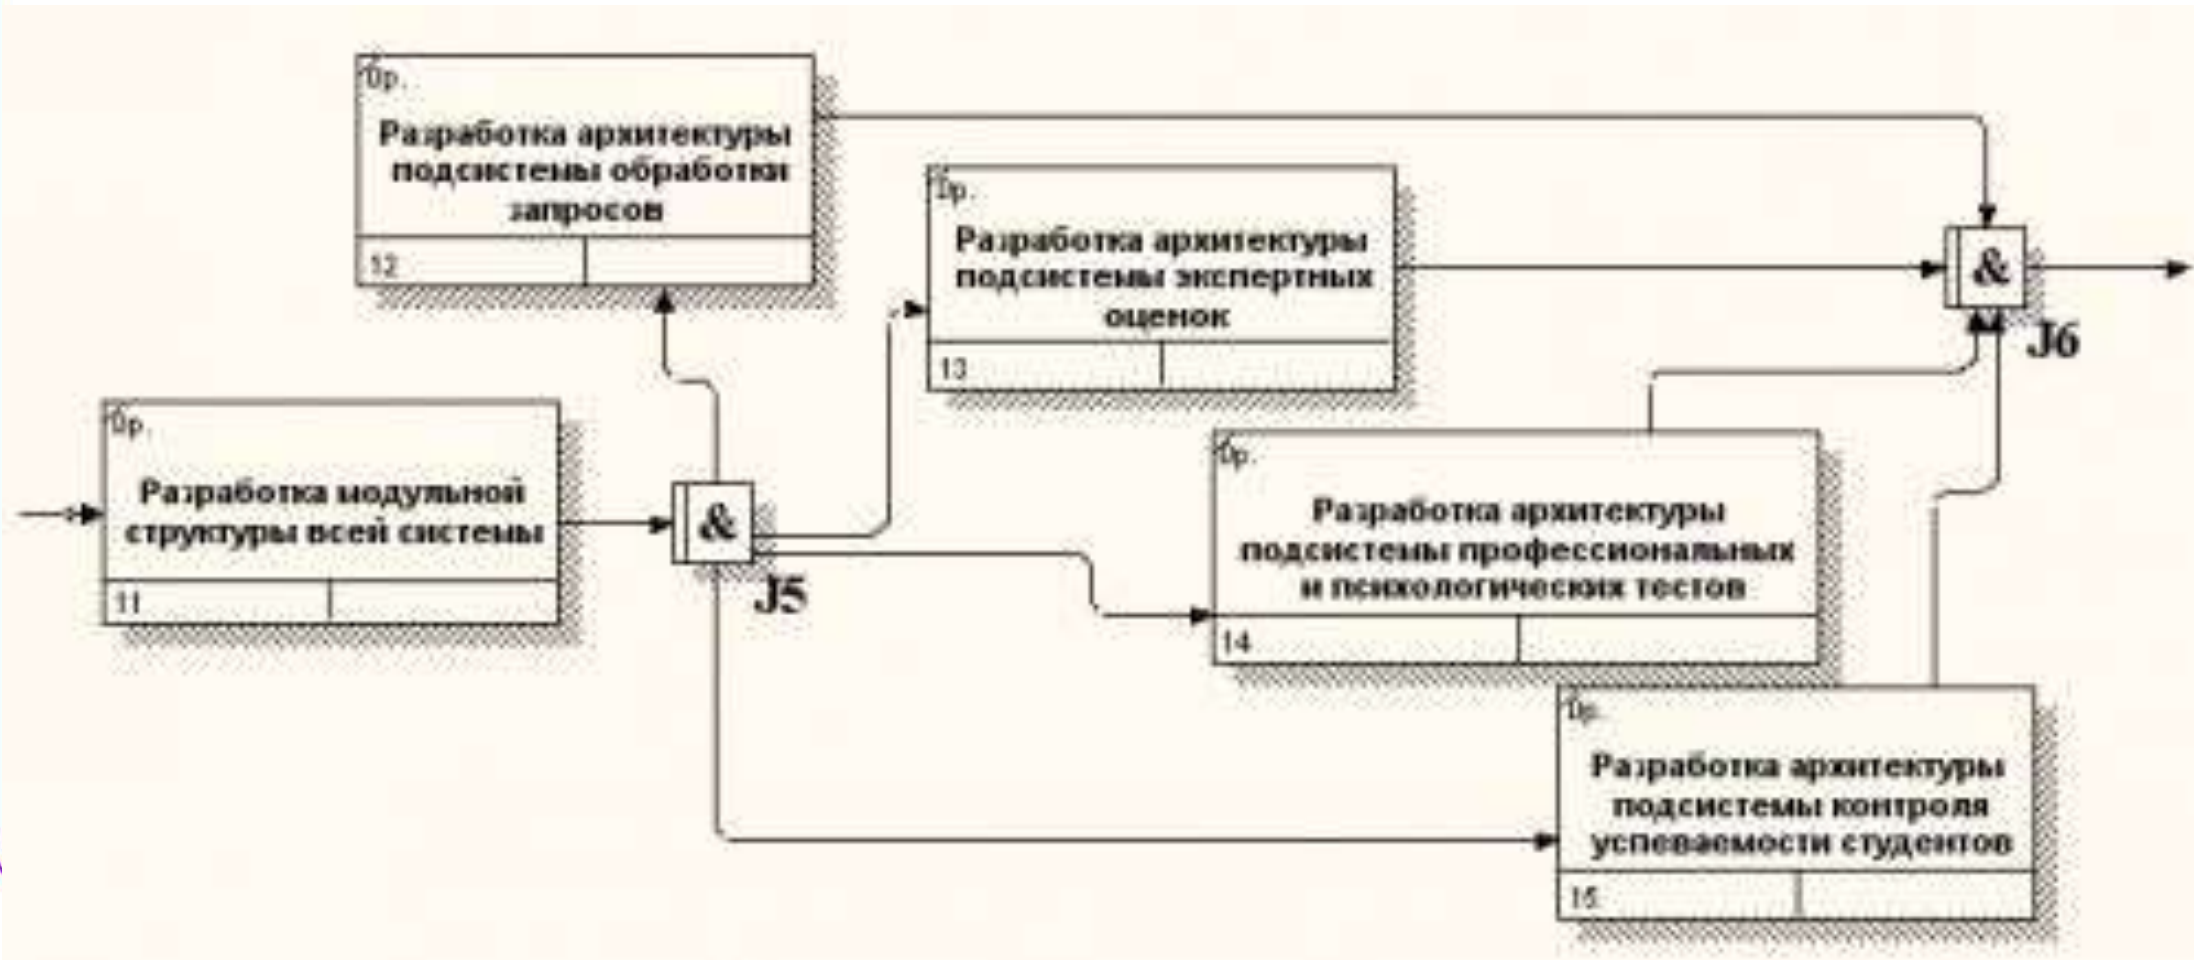 0р.
Разработка архитектуры
подсистемы обработки
запросов
12
0р.
Разработка архитектуры
подсистемы экспертных
оценок
13
&
J6
0р.
Разработка модульной
структуры всей системы
11
&
J5
0р.
Разработка архитектуры
подсистемы профессиональных
и психологических тестов
14
0р.
Разработка архитектуры
подсистемы контроля
успеваемости студентов
15